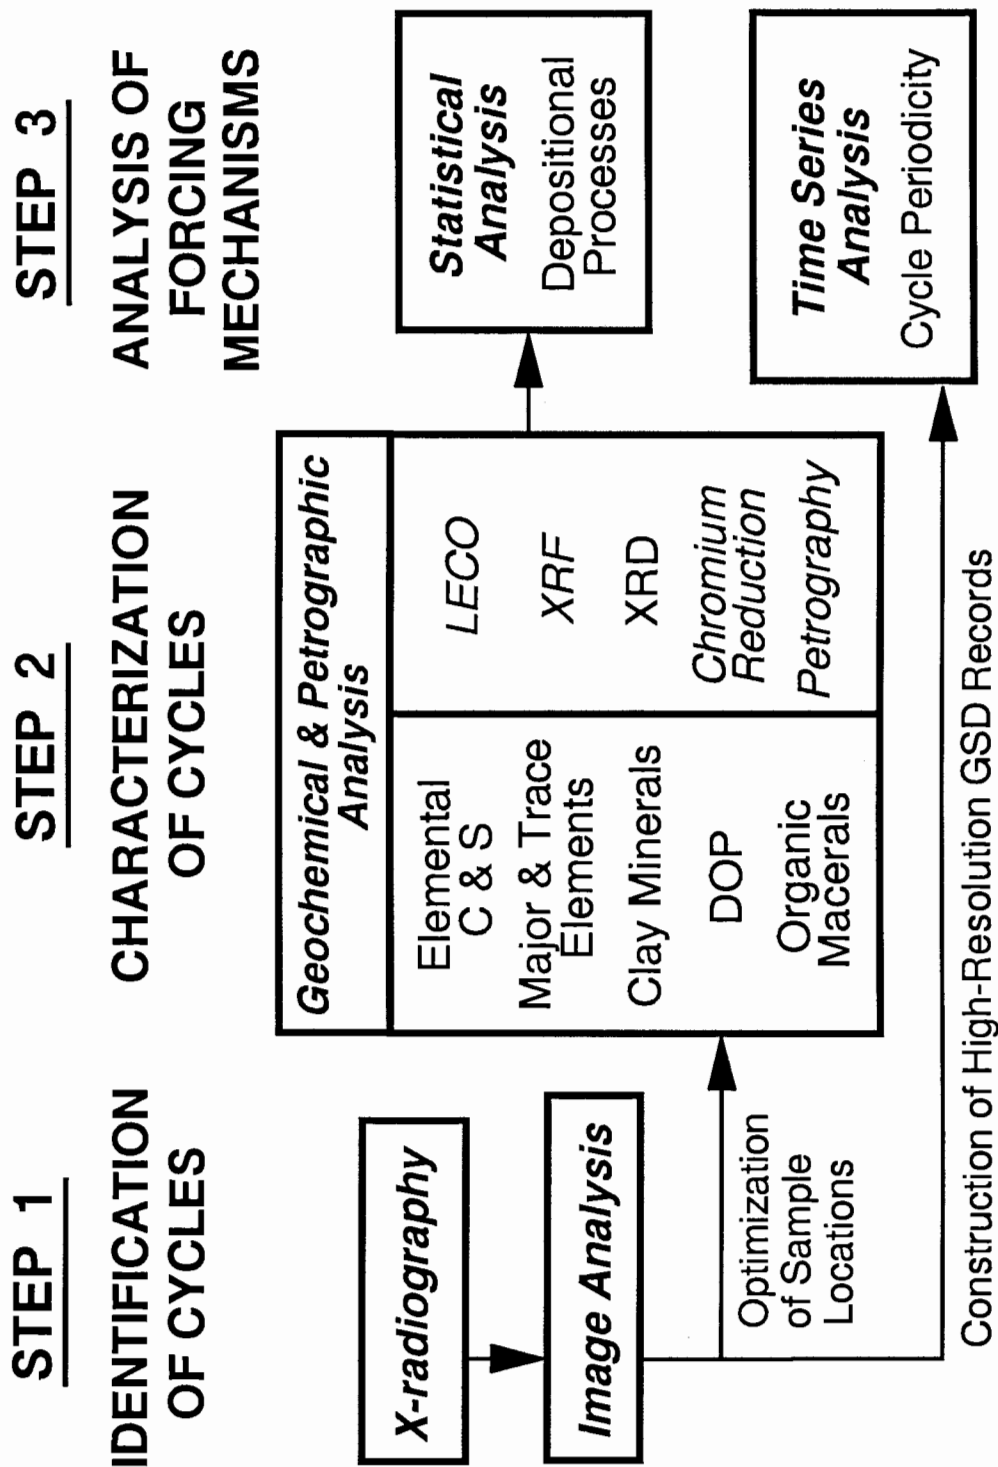 STEP 1
IDENTIFICATION
OF CYCLES
X-radiography
Image Analysis
Optimization
of Sample
Locations
Construction of High-Resolution GSD Records
STEP 2
CHARACTERIZATION
OF CYCLES
Geochemical & Petrographic
Analysis
Elemental
C & S
LECO
Major & Trace
Elements
XRF
Clay Minerals
XRD
DOP
Chromium
Reduction
Organic
Macerals
Petrography
STEP 3
ANALYSIS OF
FORCING
MECHANISMS
Statistical
Analysis
Depositional
Processes
Time Series
Analysis
Cycle Periodicity